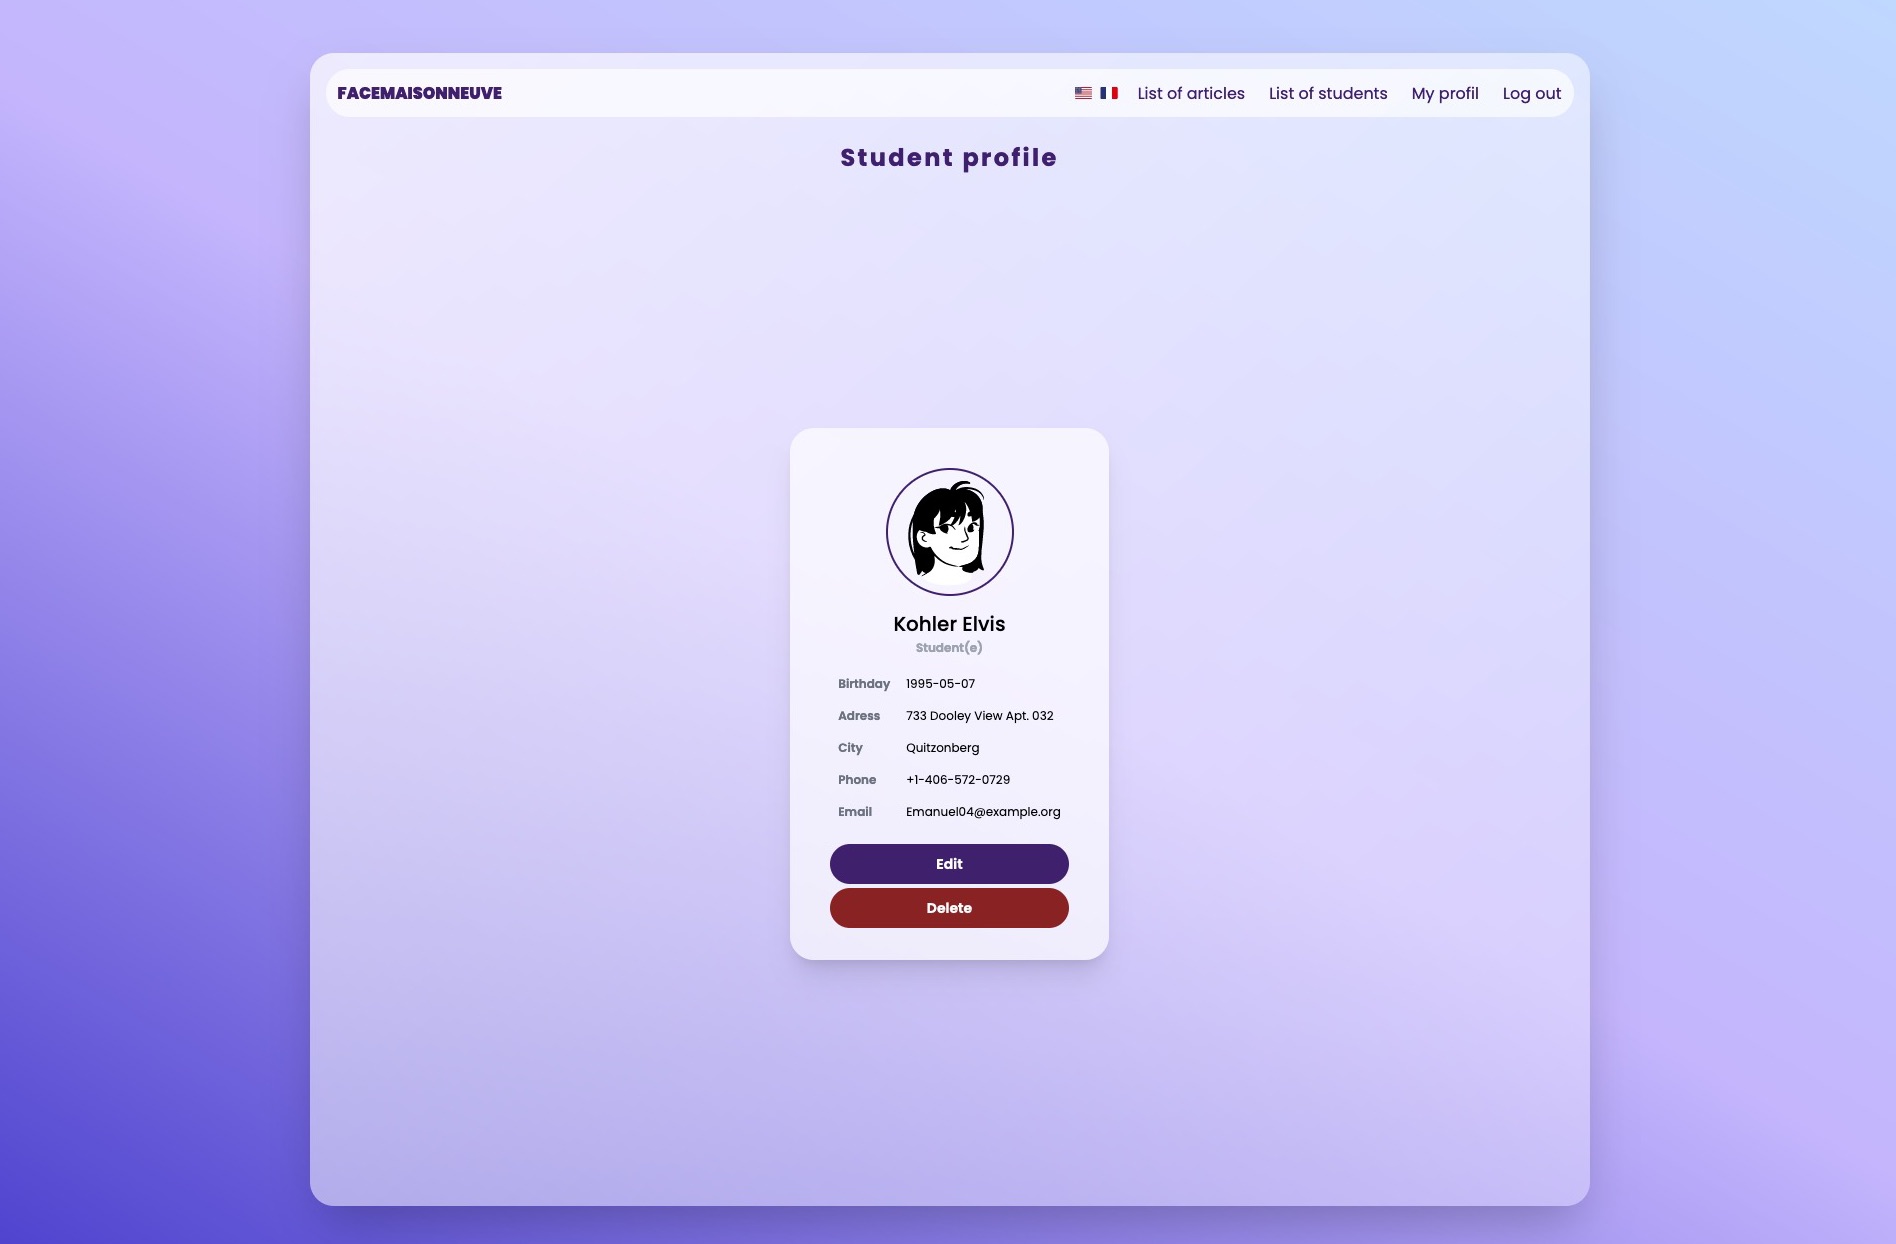 FACEMAISONNEUVE
List of articles List of students My profil Log out
Student profile
Kohler Elvis
Student(e)
Birthday 1995-05-07
Adress 733 Dooley View Apt. 032
City Quitzonberg
Phone +1-406-572-0729
Email Emanuel04@example.org
Edit
Delete